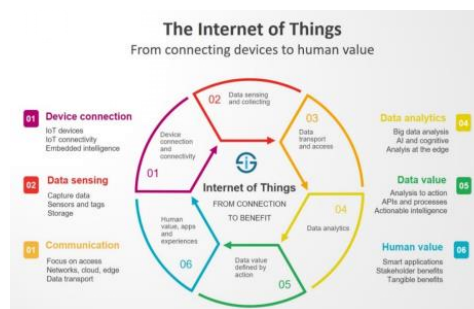 The Internet of Things
From connecting devices to human value
01 Device connection
IoT devices
IoT connectivity
Embedded intelligence
02 Data sensing
Capture data
Sensors and tags
Storage
01 Communication
Focus on access
Networks, cloud, edge
Data transport
02
Data sensing
and collecting
03
Data
transport
and access
04
Data analytics
05
Data value
defined by
action
06
Human value,
apps and
experiences
01
Device
connection
and
connectivity
Internet of Things
FROM CONNECTION
TO BENEFIT
Data analytics 04
Big data analysis
AI and cognitive
Analyis at the edge
Data value 05
Analysis to action
APIs and processes
Actionable intelligence
Human value 06
Smart applications
Stakeholder benefits
Tangible benefits